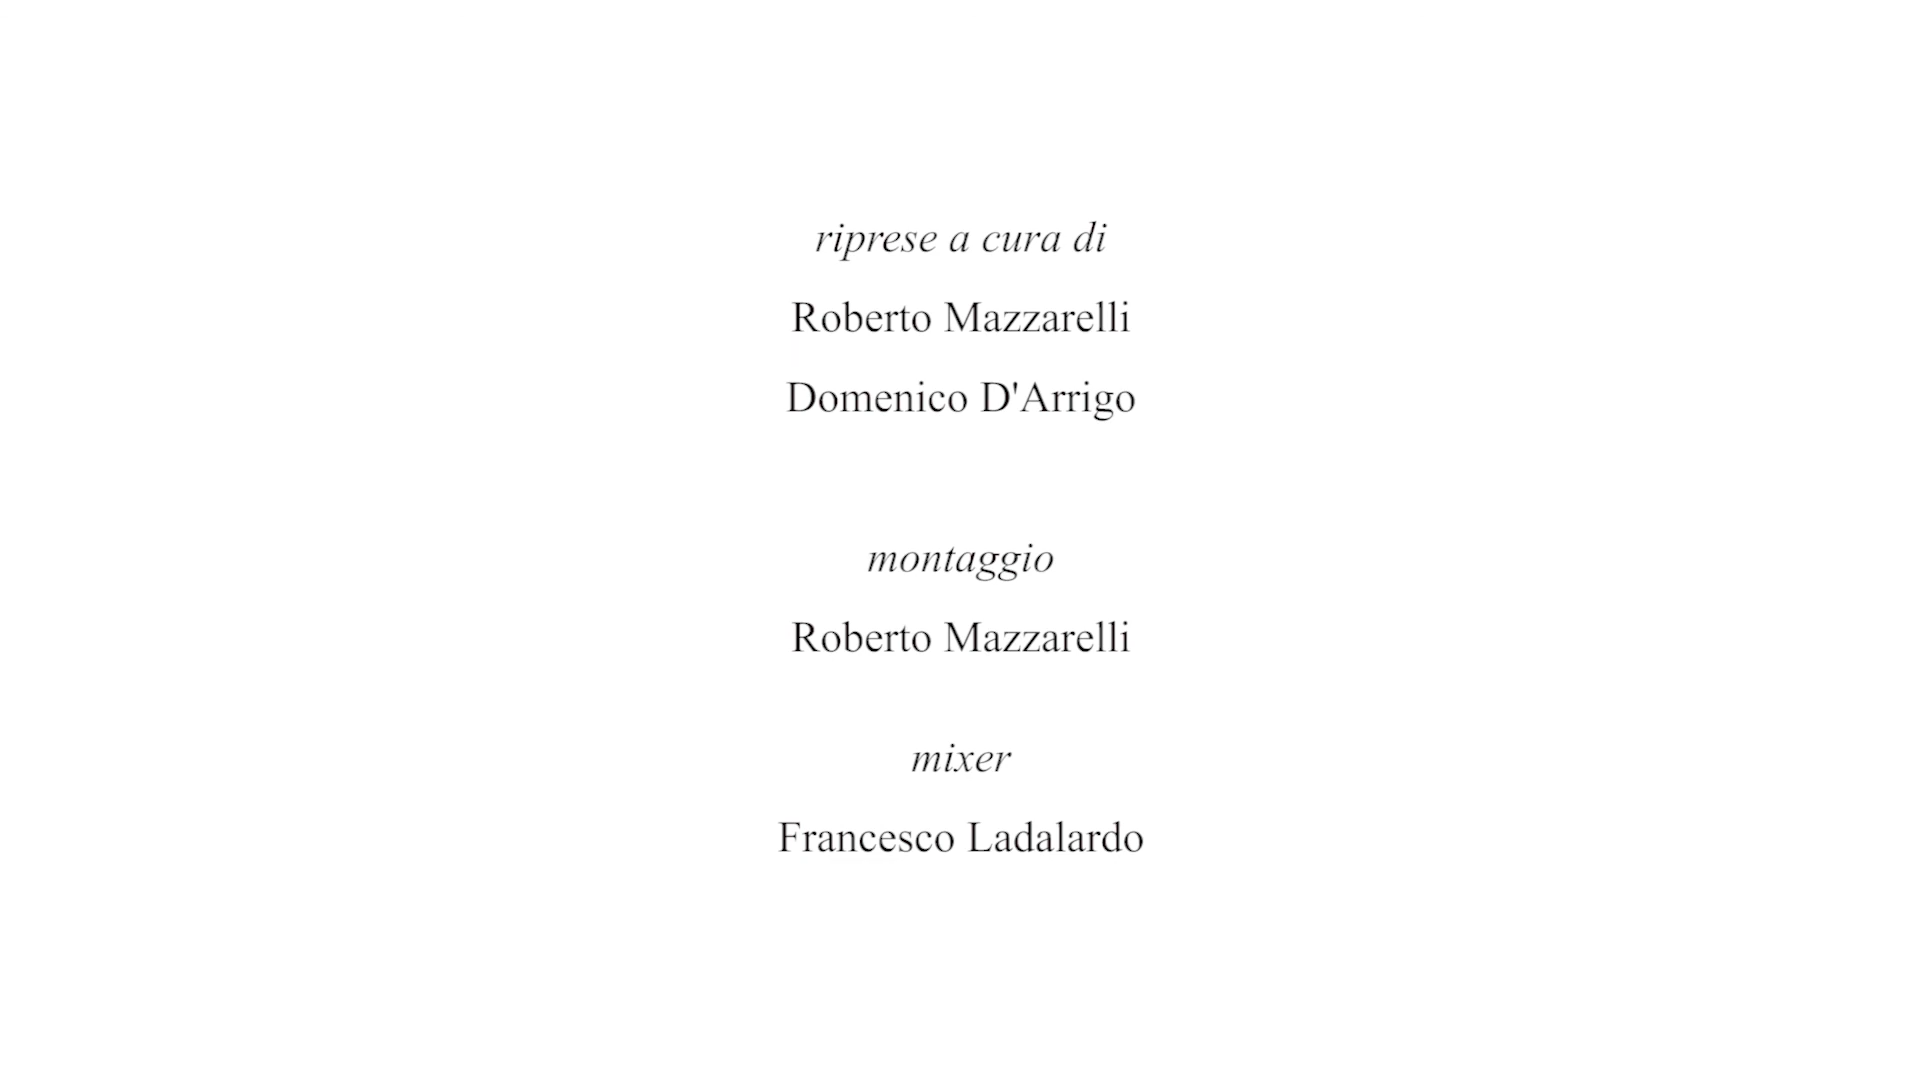 riprese a cura di
Roberto Mazzarelli
Domenico D'Arrigo
montaggio
Roberto Mazzarelli
mixer
Francesco Ladalardo